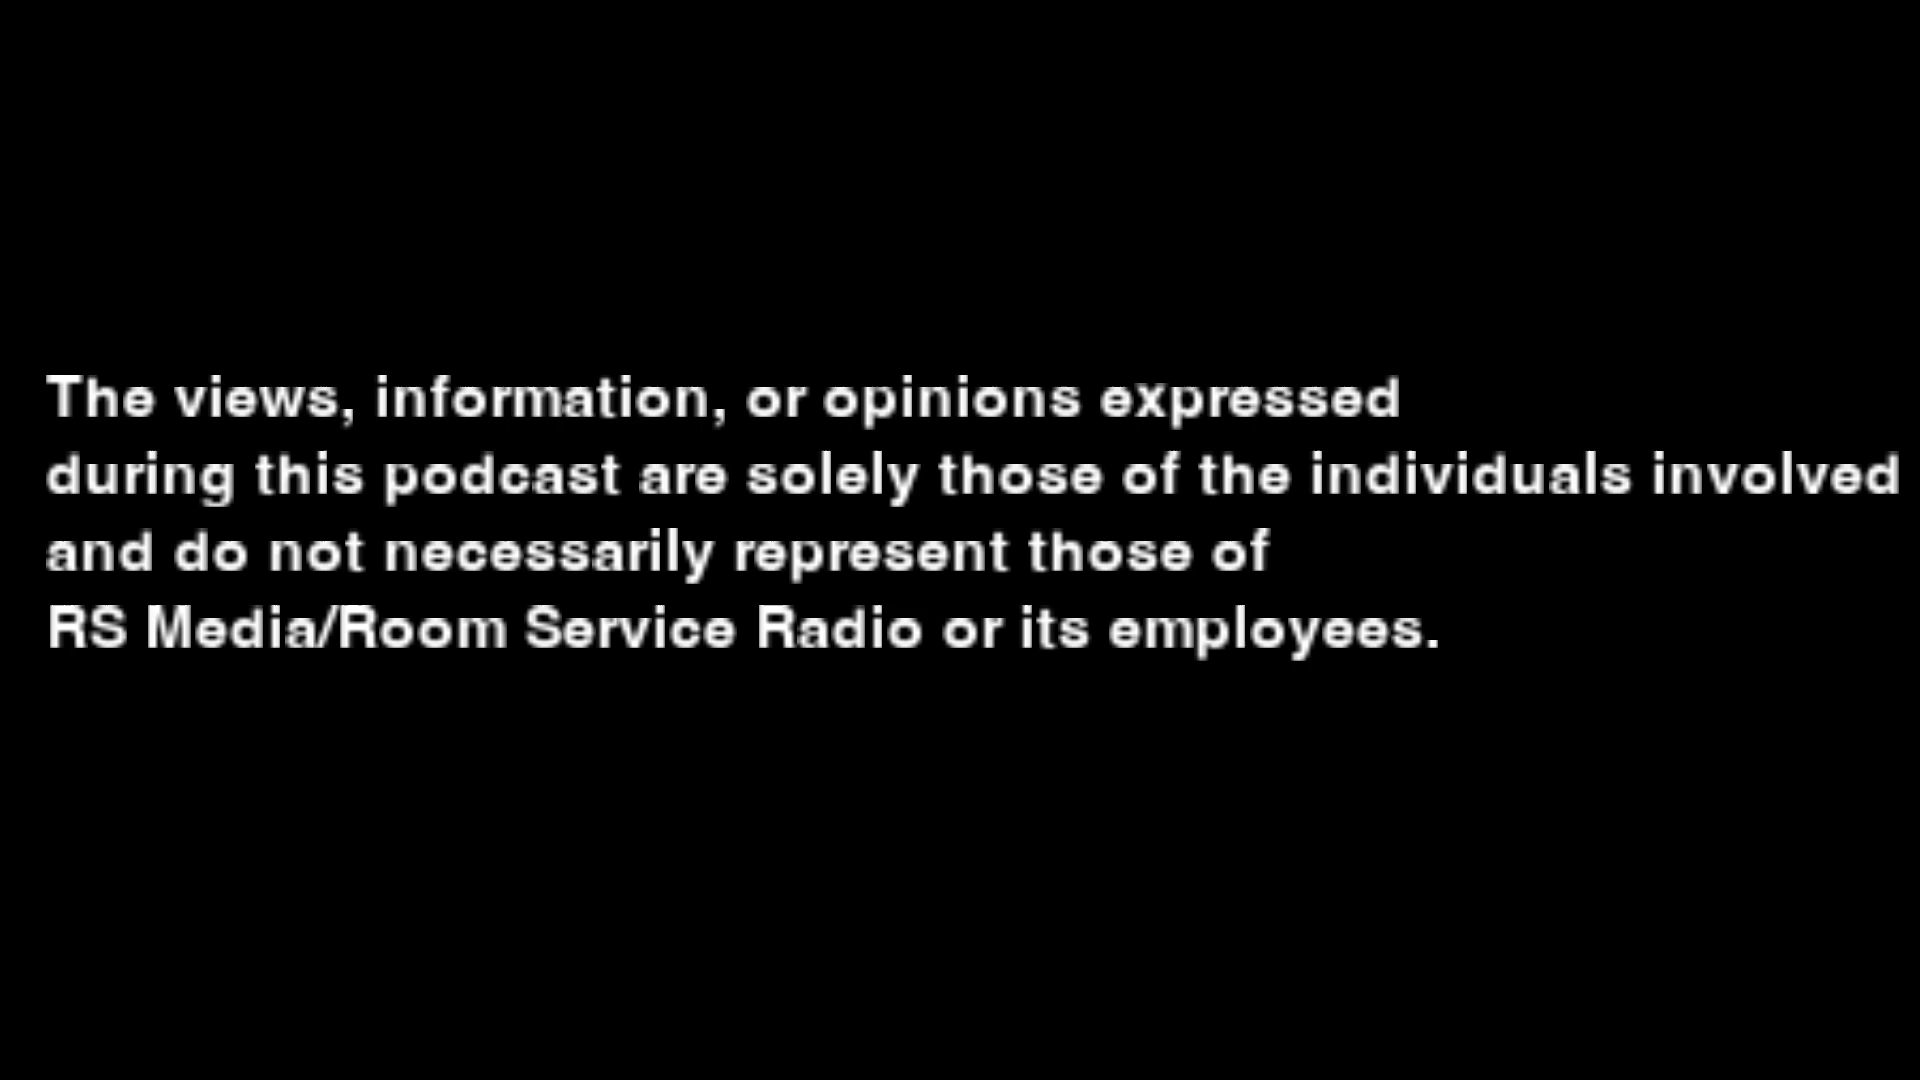 The views, information, or opinions expressed
during this podcast are solely those of the individuals involved
and do not necessarily represent those of
RS Media/Room Service Radio or its employees.